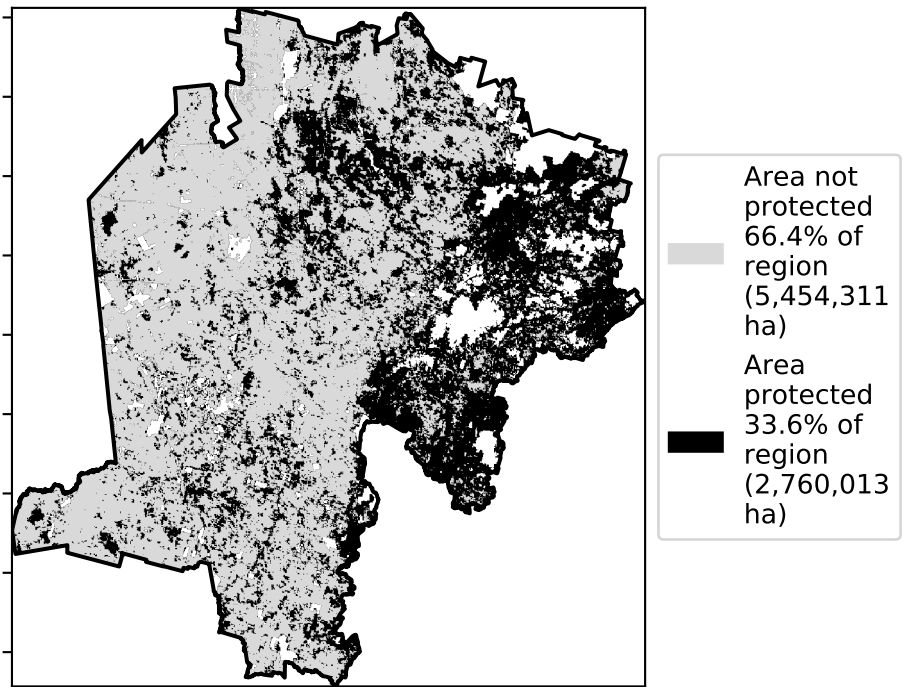 Area not
protected
66.4% of
region
(5,454,311
ha)
Area
protected
33.6% of
region
(2,760,013
ha)